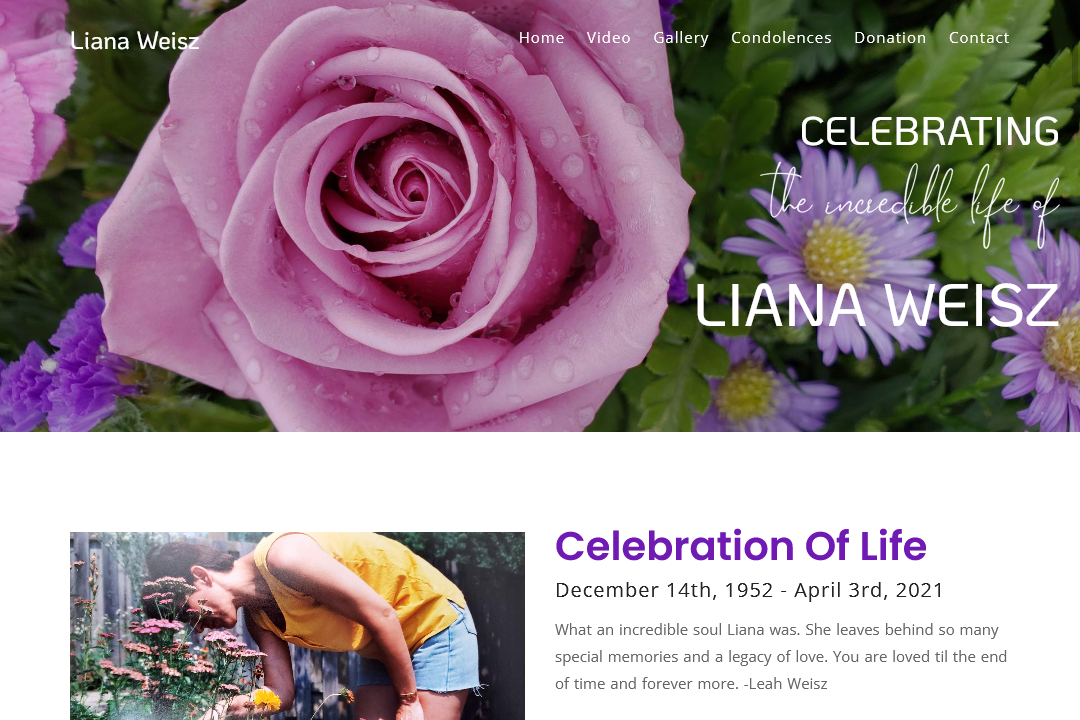 Liana Weisz
Home Video Gallery Condolences Donation Contact
CELEBRATING
the incredible life of
LIANA WEISZ
Celebration Of Life
December 14th, 1952 - April 3rd, 2021
What an incredible soul Liana was. She leaves behind so many
special memories and a legacy of love. You are loved til the end
of time and forever more. -Leah Weisz